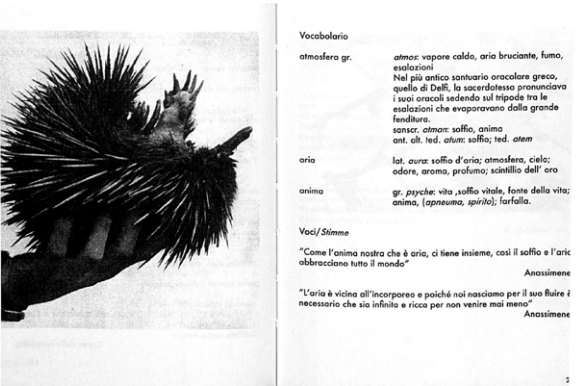 Vocabolario
atmosfera gr. atmos: vapore caldo, aria bruciante, fumo,
esalazioni
Nel più antico santuario oracolare greco,
quello di Delfi, la sacerdotessa pronunciava
i suoi oracoli sedendo sul tripode tra le
esalazioni che evaporavano dalla grande
fenditura.
sanscr. atman: soffio, anima
ant. alt. ted. atum: soffio; ted. atem
aria lat. aura: soffio d'aria; atmosfera, cielo;
odore, aroma, profumo; scintillio dell' oro
anima gr. psyche: vita ,soffio vitale, fonte della vita;
anima, (apneuma, spirito); farfalla.
Voci/Stimme
"Come l'anima nostra che è aria, ci tiene insieme, così il soffio e l'aric
abbracciano tutto il mondo"
Anassimene
"L'aria è vicina all'incorporeo e poiché noi nasciamo per il suo fluire è
necessario che sia infinita e ricca per non venire mai meno"
Anassimene